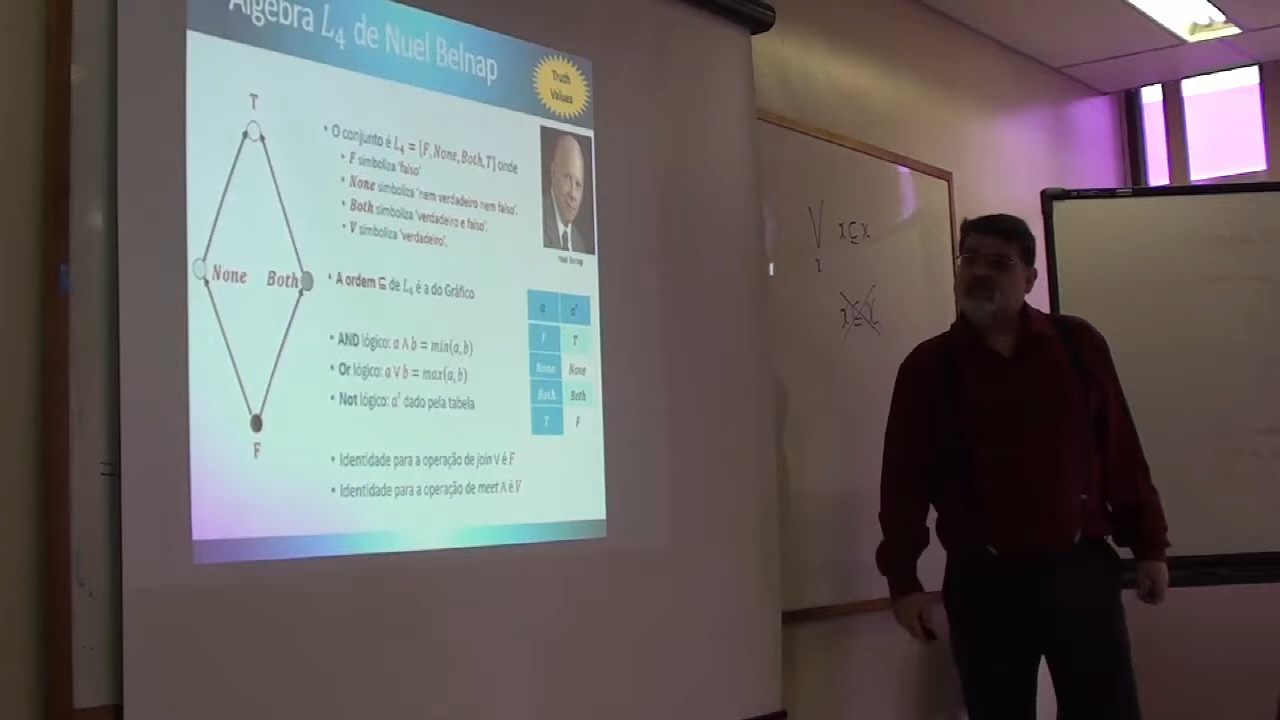 Álgebra L₄ de Nuel Belnap
Truth
Values
T
None
Both
F
• O conjunto é L₄ = {F, None, Both, T} onde
• F simboliza 'falso'
• None simboliza 'nem verdadeiro nem falso'.
• Both simboliza 'verdadeiro e falso'.
• V simboliza 'verdadeiro'.
Nuel Belnap
• A ordem ⊑ de L₄ é a do Gráfico
• AND lógico: a ∧ b = min(a, b)
• Or lógico: a ∨ b = max(a, b)
• Not lógico: a' dado pela tabela
• Identidade para a operação de join ∨ é F
• Identidade para a operação de meet ∧ é V
a a'
F T
None None
Both Both
T F
x ⊆ x